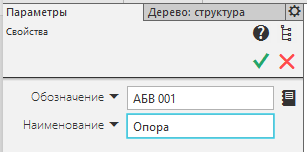 Параметры Дерево: структура
Свойства
Обозначение АБВ 001
Наименование Опора